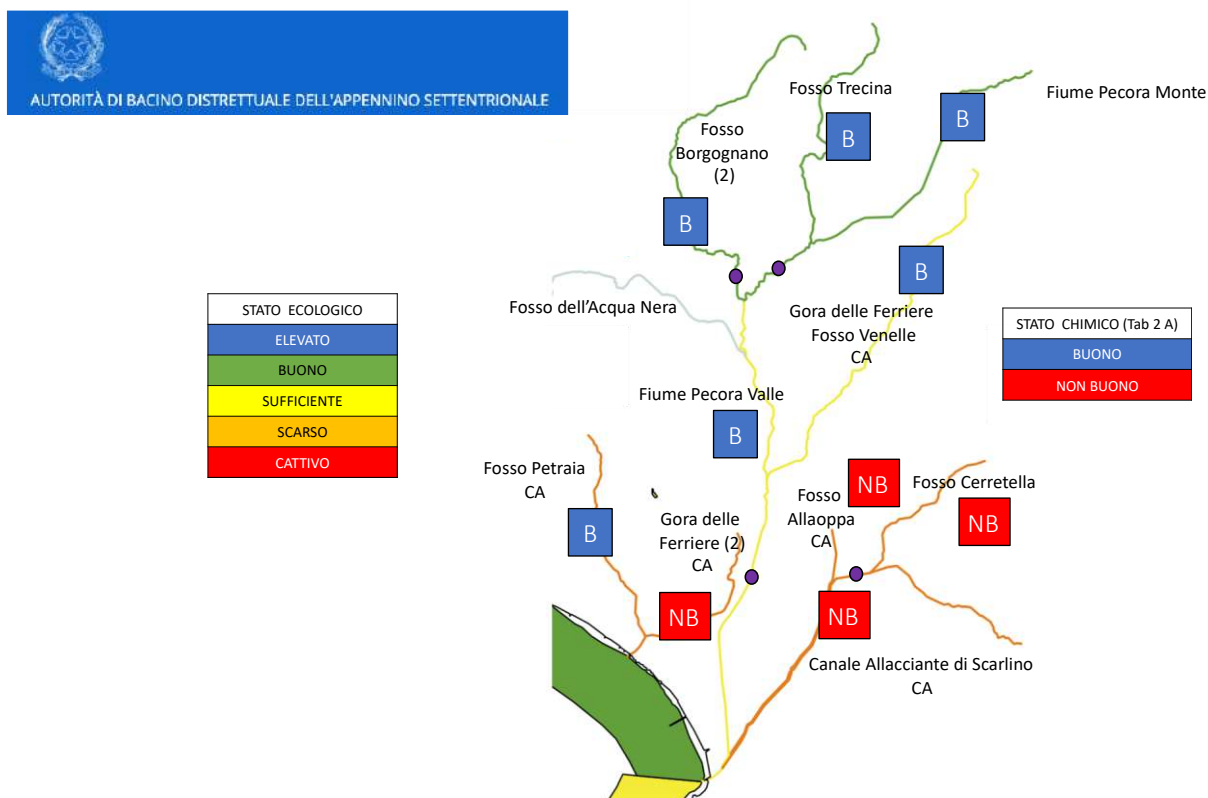 AUTORITÀ DI BACINO DISTRETTUALE DELL'APPENNINO SETTENTRIONALE
Fosso Trecina
B
Fiume Pecora Monte
B
Fosso
Borgognano
(2)
B
Fosso dell'Acqua Nera
Gora delle Ferriere
Fosso Venelle
CA
B
STATO ECOLOGICO
ELEVATO
BUONO
SUFFICIENTE
SCARSO
CATTIVO
STATO CHIMICO (Tab 2 A)
BUONO
NON BUONO
Fiume Pecora Valle
B
Fosso Petraia
CA
B
Gora delle
Ferriere (2)
CA
NB
Fosso
Allaoppa
CA
NB
Fosso Cerretella
NB
NB
Canale Allacciante di Scarlino
CA